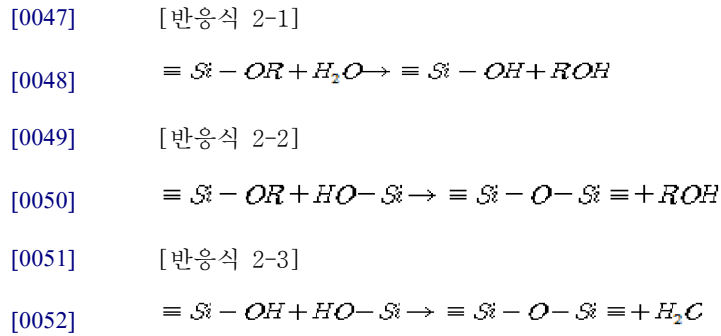 [0047] [반응식 2-1]
[0048] ≡ Si - OR + H₂O → ≡ Si - OH + ROH
[0049] [반응식 2-2]
[0050] ≡ Si - OR + HO - Si → ≡ Si - O - Si ≡ + ROH
[0051] [반응식 2-3]
[0052] ≡ Si - OH + HO - Si → ≡ Si - O - Si ≡ + H₂C